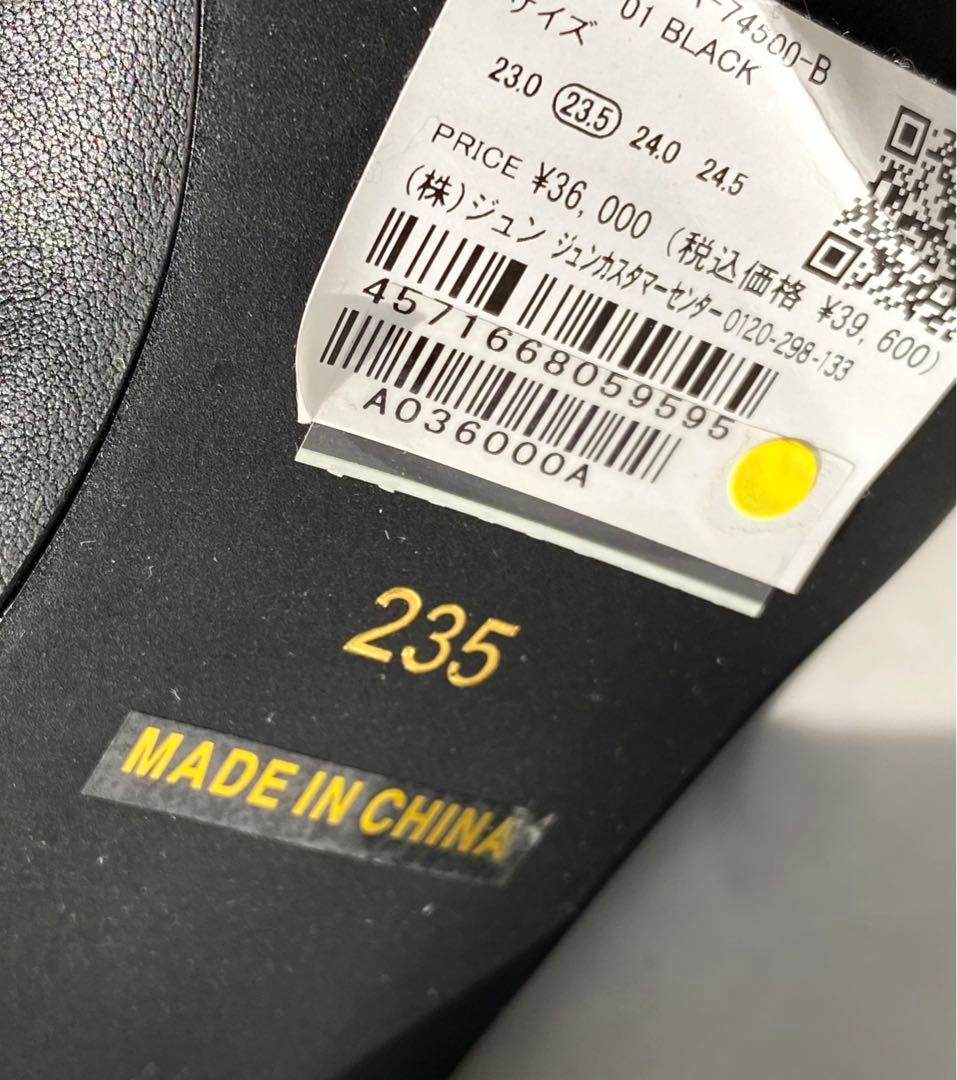 -74500-B
01 BLACK
サイズ
23.0 23.5 24.0 24.5
PRICE ¥36,000 (税込価格 ¥39,600)
(株)ジュン ジュンカスタマーセンター0120-298-133
4571668059595
A036000A
235
MADE IN CHINA